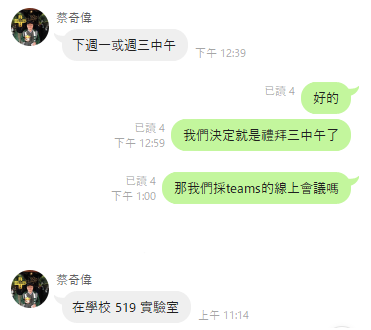 蔡奇偉
下週一或週三中午
下午 12:39
已讀 4
好的
已讀 4
下午 12:59
我們決定就是禮拜三中午了
已讀 4
下午 1:00
那我們採teams的線上會議嗎
蔡奇偉
在學校 519 實驗室
上午 11:14